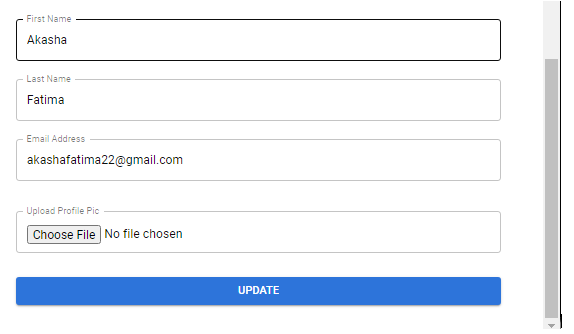 First Name
Akasha
Last Name
Fatima
Email Address
akashafatima22@gmail.com
Upload Profile Pic
Choose File No file chosen
UPDATE